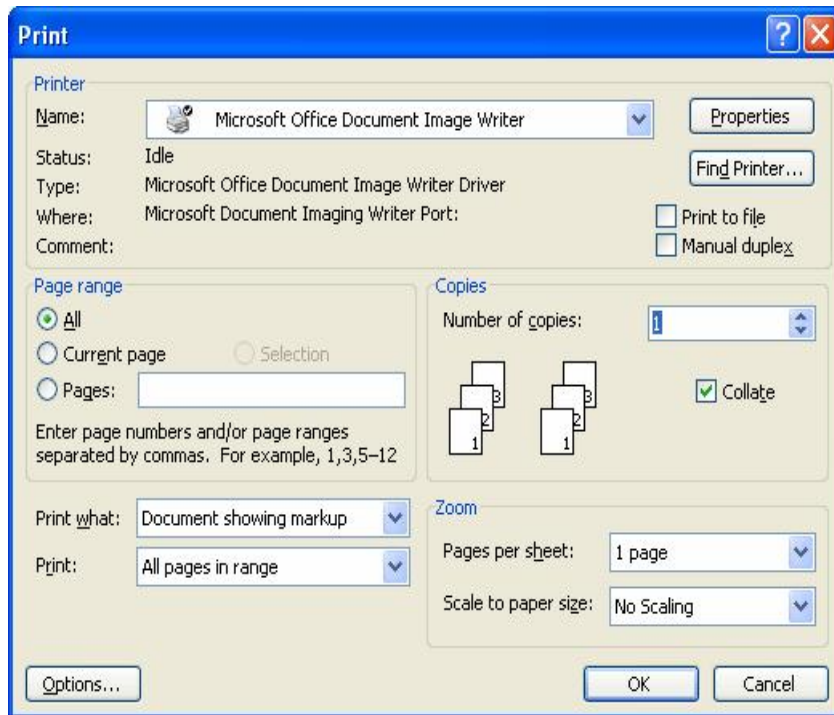 Print
Printer
Name: Microsoft Office Document Image Writer Properties
Status: Idle Find Printer...
Type: Microsoft Office Document Image Writer Driver
Where: Microsoft Document Imaging Writer Port: Print to file
Comment: Manual duplex
Page range
All
Current page Selection
Pages:
Enter page numbers and/or page ranges
separated by commas. For example, 1,3,5–12
Copies
Number of copies: 1
3 3
2 2
1 1
Collate
Print what: Document showing markup
Print: All pages in range
Zoom
Pages per sheet: 1 page
Scale to paper size: No Scaling
Options... OK Cancel